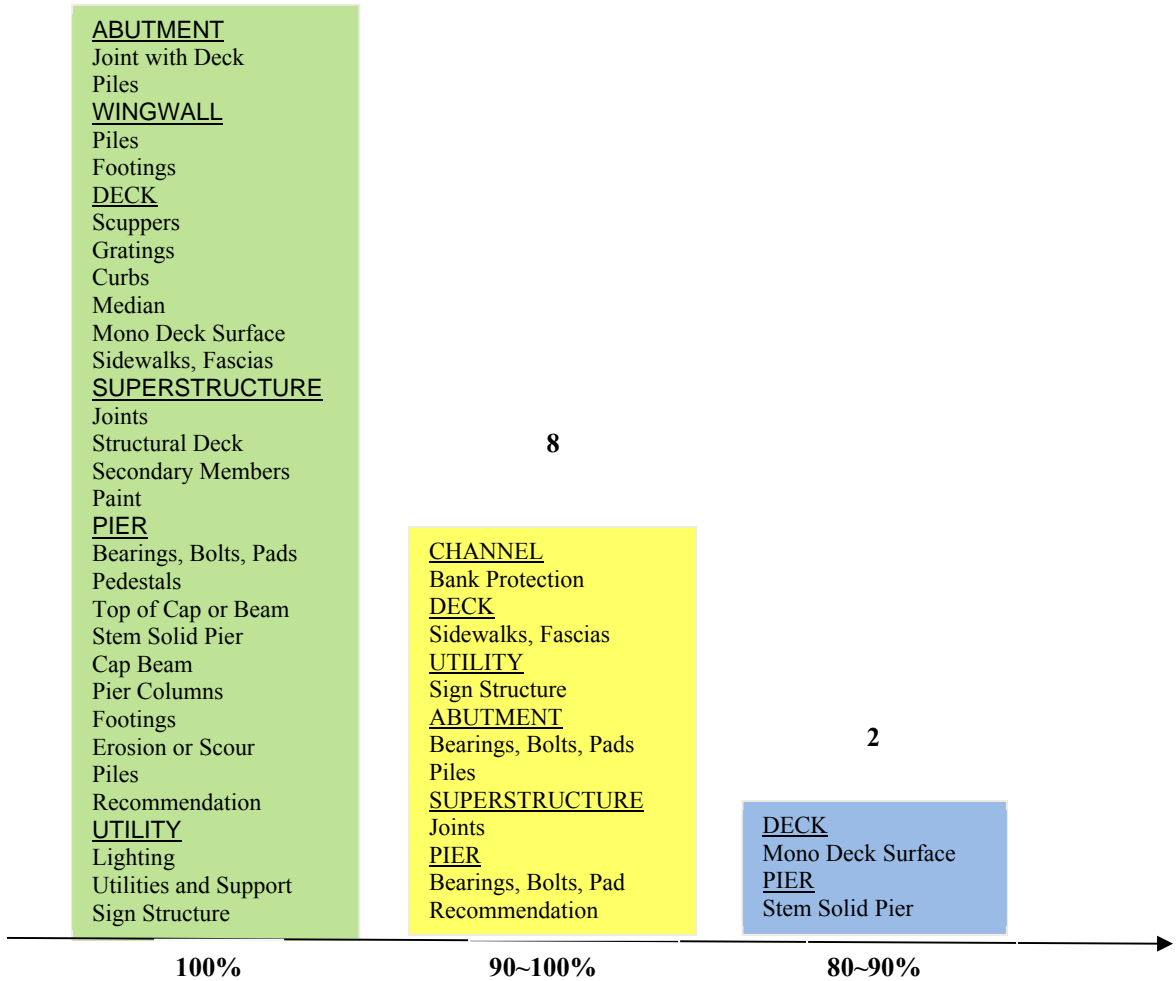 ABUTMENT
Joint with Deck
Piles
WINGWALL
Piles
Footings
DECK
Scuppers
Gratings
Curbs
Median
Mono Deck Surface
Sidewalks, Fascias
SUPERSTRUCTURE
Joints
Structural Deck
Secondary Members
Paint
PIER
Bearings, Bolts, Pads
Pedestals
Top of Cap or Beam
Stem Solid Pier
Cap Beam
Pier Columns
Footings
Erosion or Scour
Piles
Recommendation
UTILITY
Lighting
Utilities and Support
Sign Structure
8
CHANNEL
Bank Protection
DECK
Sidewalks, Fascias
UTILITY
Sign Structure
ABUTMENT
Bearings, Bolts, Pads
Piles
SUPERSTRUCTURE
Joints
PIER
Bearings, Bolts, Pad
Recommendation
2
DECK
Mono Deck Surface
PIER
Stem Solid Pier
100%
90~100%
80~90%